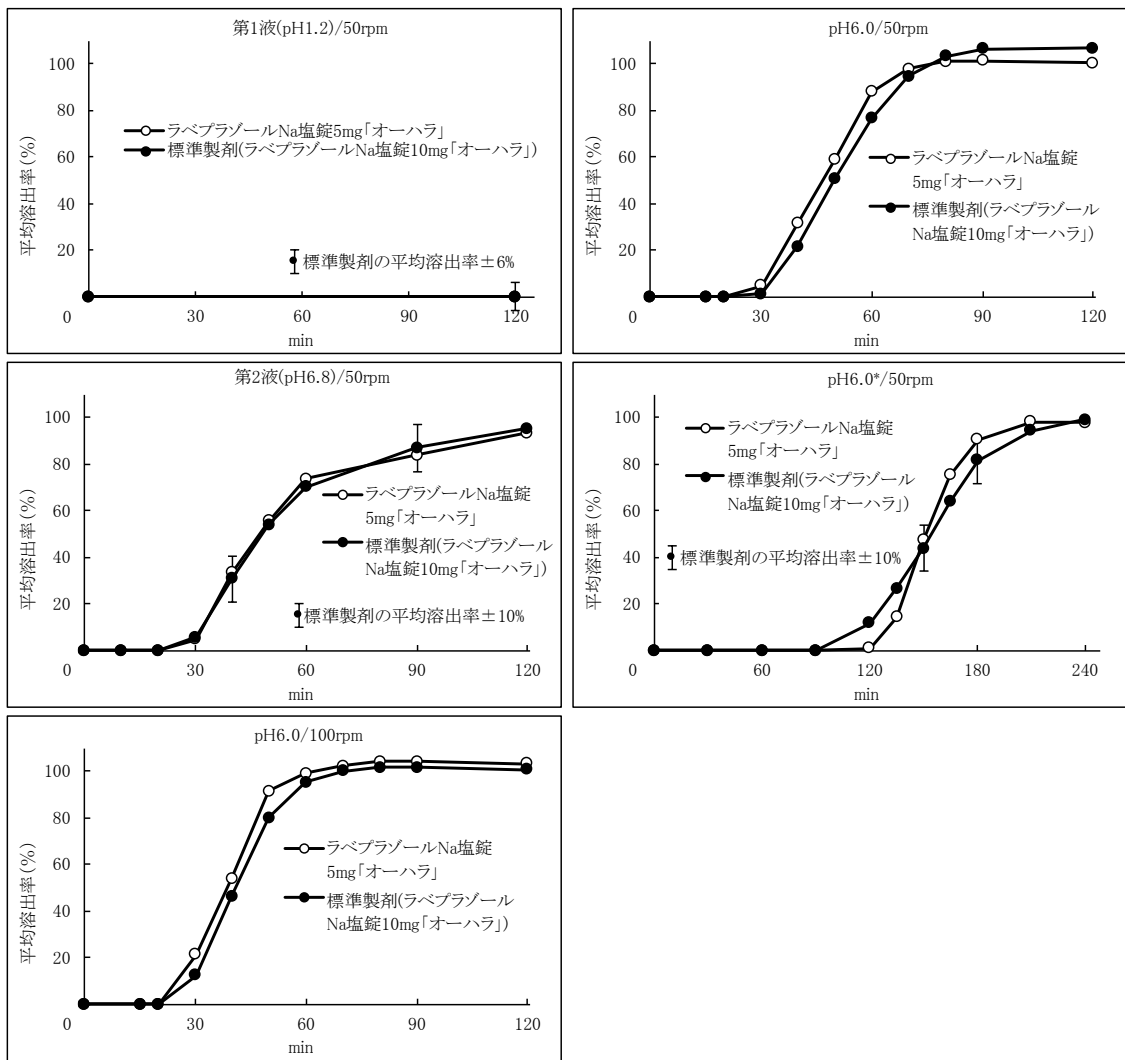 第1液(pH1.2)/50rpm
平均溶出率(%)
100
80
60
40
20
0
30
60
90
120
min
ラベプラゾールNa塩錠5mg「オーハラ」
標準製剤(ラベプラゾールNa塩錠10mg「オーハラ」)
標準製剤の平均溶出率±6%
pH6.0/50rpm
平均溶出率(%)
100
80
60
40
20
0
30
60
90
120
min
ラベプラゾールNa塩錠
5mg「オーハラ」
標準製剤(ラベプラゾール
Na塩錠10mg「オーハラ」)
第2液(pH6.8)/50rpm
平均溶出率(%)
100
80
60
40
20
0
30
60
90
120
min
ラベプラゾールNa塩錠
5mg「オーハラ」
標準製剤(ラベプラゾール
Na塩錠10mg「オーハラ」)
標準製剤の平均溶出率±10%
pH6.0*/50rpm
平均溶出率(%)
100
80
60
40
20
0
60
120
180
240
min
ラベプラゾールNa塩錠
5mg「オーハラ」
標準製剤(ラベプラゾール
Na塩錠10mg「オーハラ」)
標準製剤の平均溶出率±10%
pH6.0/100rpm
平均溶出率(%)
100
80
60
40
20
0
30
60
90
120
min
ラベプラゾールNa塩錠
5mg「オーハラ」
標準製剤(ラベプラゾール
Na塩錠10mg「オーハラ」)